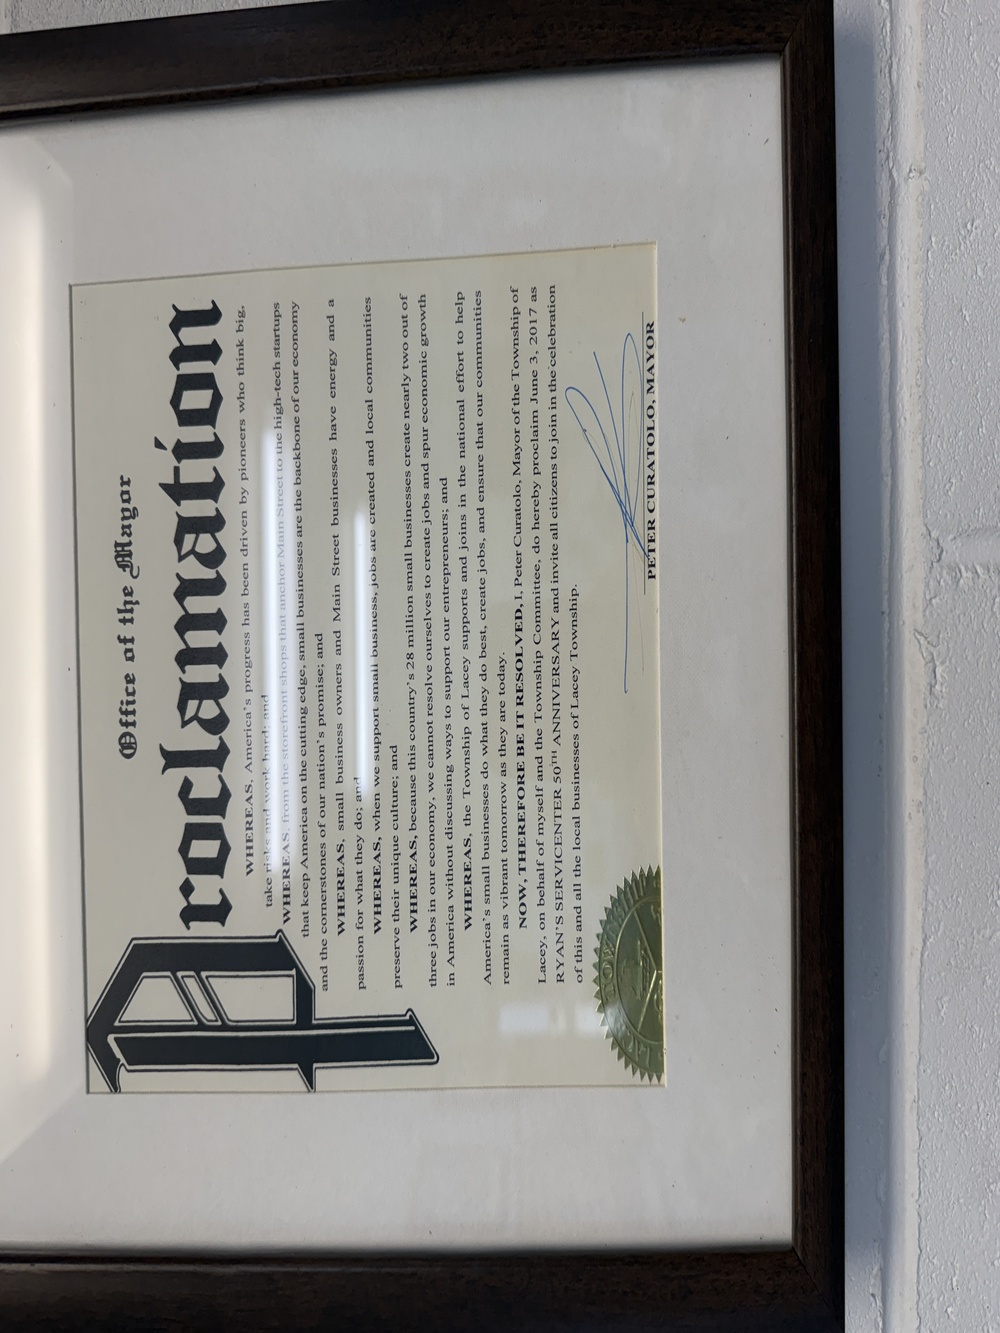 Office of the Mayor
Proclamation
WHEREAS, America's progress has been driven by pioneers who think big,
take risks and work hard; and
WHEREAS, from the storefront shops that anchor Main Street to the high-tech startups
that keep America on the cutting edge, small businesses are the backbone of our economy
and the cornerstones of our nation's promise; and
WHEREAS, small business owners and Main Street businesses have energy and a
passion for what they do; and
WHEREAS, when we support small business, jobs are created and local communities
preserve their unique culture; and
WHEREAS, because this country's 28 million small businesses create nearly two out of
three jobs in our economy, we cannot resolve ourselves to create jobs and spur economic growth
in America without discussing ways to support our entrepreneurs; and
WHEREAS, the Township of Lacey supports and joins in the national effort to help
America's small businesses do what they do best, create jobs, and ensure that our communities
remain as vibrant tomorrow as they are today.
NOW, THEREFORE BE IT RESOLVED, I, Peter Curatolo, Mayor of the Township of
Lacey, on behalf of myself and the Township Committee, do hereby proclaim June 3, 2017 as
RYAN'S SERVICENTER 50TH ANNIVERSARY and invite all citizens to join in the celebration
of this and all the local businesses of Lacey Township.
PETER CURATOLO, MAYOR